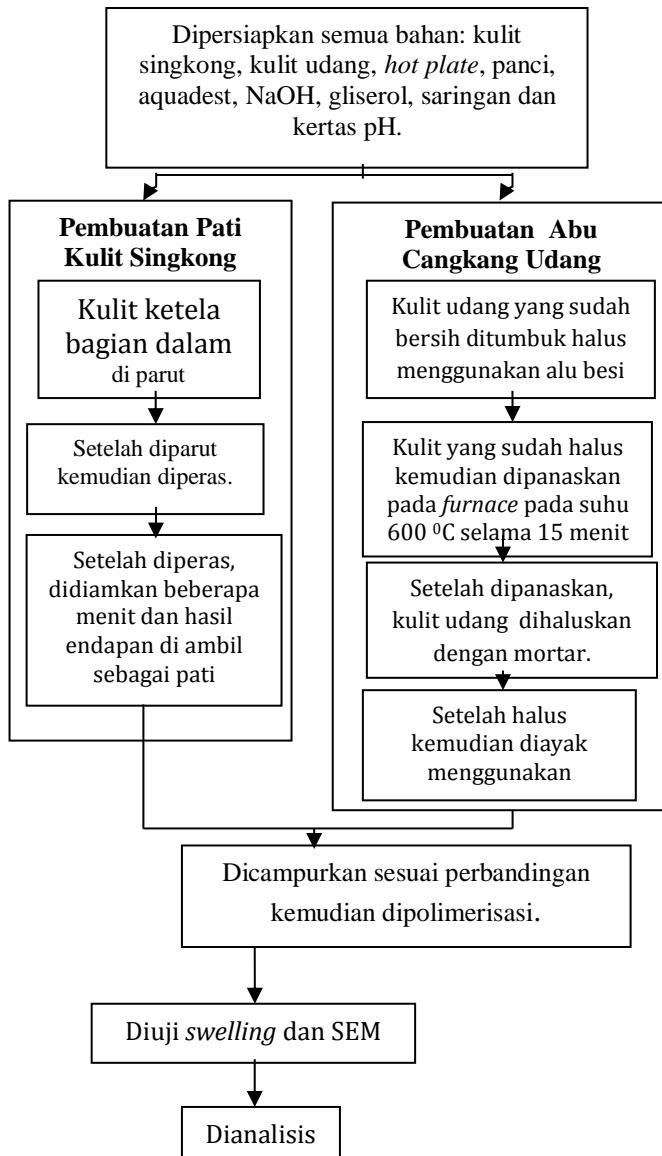 Dipersiapkan semua bahan: kulit
singkong, kulit udang, hot plate, panci,
aquadest, NaOH, gliserol, saringan dan
kertas pH.
Pembuatan Pati
Kulit Singkong
Kulit ketela
bagian dalam
di parut
Setelah diparut
kemudian diperas.
Setelah diperas,
didiamkan beberapa
menit dan hasil
endapan di ambil
sebagai pati
Pembuatan Abu
Cangkang Udang
Kulit udang yang sudah
bersih ditumbuk halus
menggunakan alu besi
Kulit yang sudah halus
kemudian dipanaskan
pada furnace pada suhu
600 ⁰C selama 15 menit
Setelah dipanaskan,
kulit udang dihaluskan
dengan mortar.
Setelah halus
kemudian diayak
menggunakan
Dicampurkan sesuai perbandingan
kemudian dipolimerisasi.
Diuji swelling dan SEM
Dianalisis